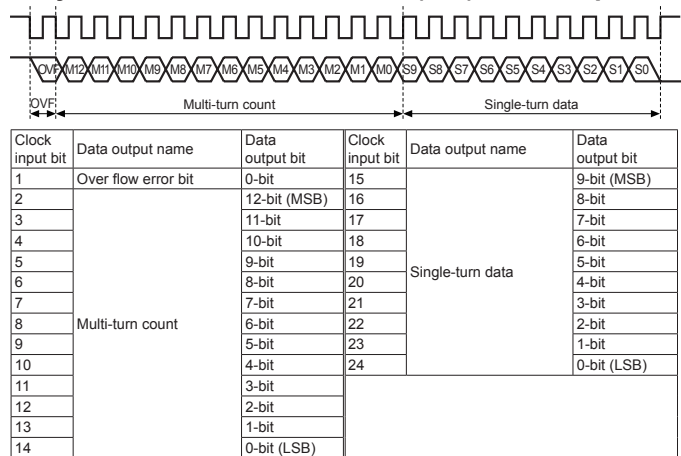 OVF M12 M11 M10 M9 M8 M7 M6 M5 M4 M3 M2 M1 M0 S9 S8 S7 S6 S5 S4 S3 S2 S1 S0
OVF Multi-turn count Single-turn data
Clock input bit Data output name Data output bit Clock input bit Data output name Data output bit
1 Over flow error bit 0-bit 15 9-bit (MSB)
2 12-bit (MSB) 16 8-bit
3 11-bit 17 7-bit
4 10-bit 18 6-bit
5 9-bit 19 5-bit
Single-turn data
6 8-bit 20 4-bit
7 7-bit 21 3-bit
8 Multi-turn count 6-bit 22 2-bit
9 5-bit 23 1-bit
10 4-bit 24 0-bit (LSB)
11 3-bit
12 2-bit
13 1-bit
14 0-bit (LSB)